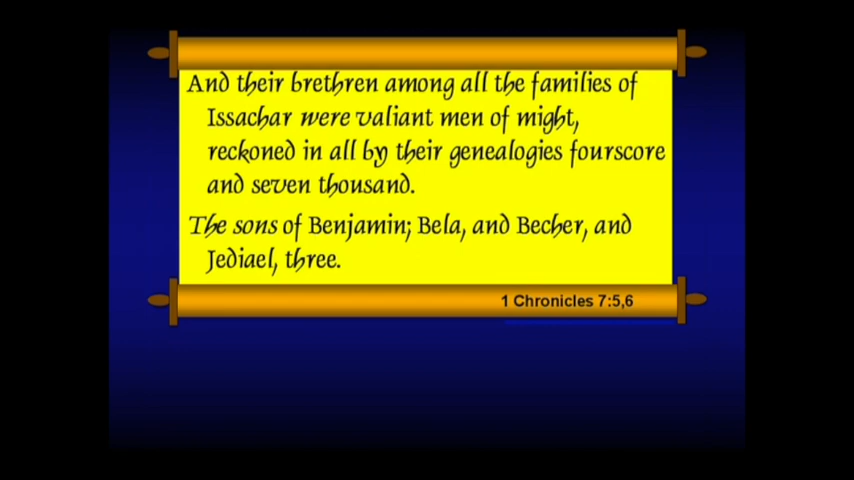 And their brethren among all the families of
Issachar were valiant men of might,
reckoned in all by their genealogies fourscore
and seven thousand.
The sons of Benjamin; Bela, and Becher, and
Jediael, three.
1 Chronicles 7:5,6